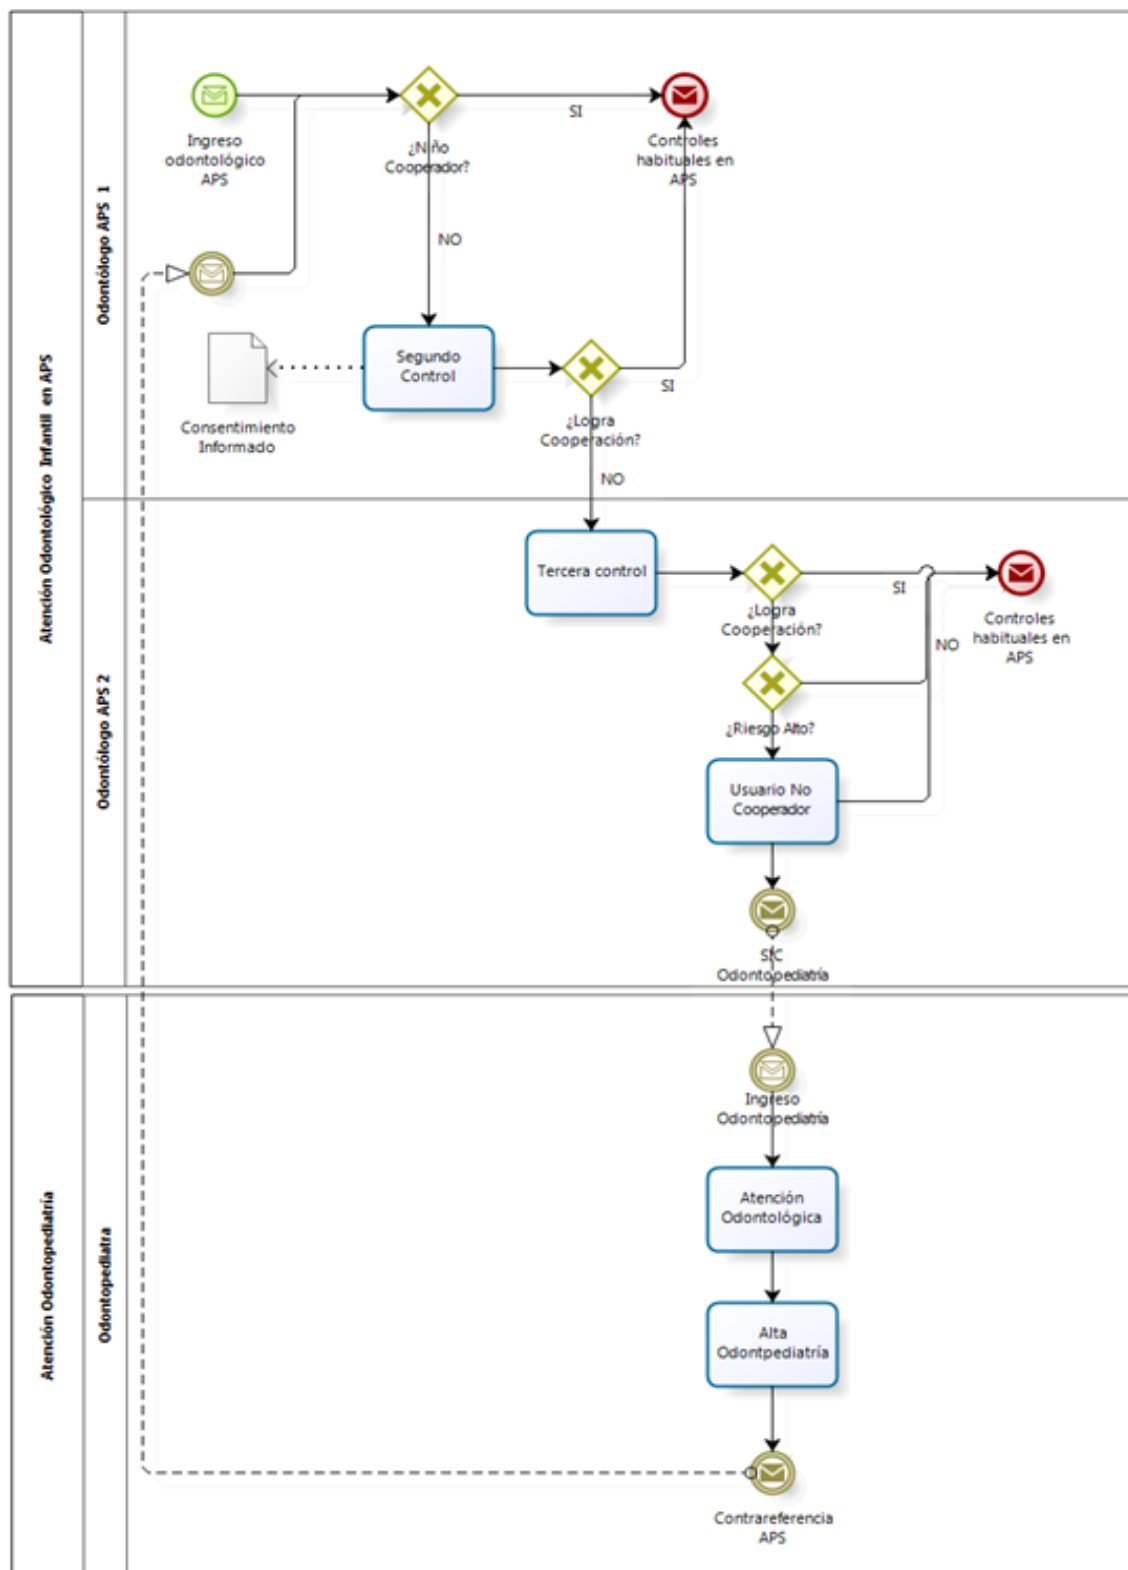 Atención Odontológico Infantil en APS
Odontólogo APS 1
Ingreso
odontológico
APS
¿Niño
Cooperador?
SI
Controles
habituales en
APS
NO
Segundo
Control
Consentimiento
Informado
¿Logra
Cooperación?
SI
NO
Odontólogo APS 2
Tercera control
¿Logra
Cooperación?
SI
Controles
habituales en
APS
NO
¿Riesgo Alto?
Usuario No
Cooperador
SIC
Odontopediatría
Atención Odontopediatría
Odontopediatra
Ingreso
Odontopediatría
Atención
Odontológica
Alta
Odontpediatría
Contrareferencia
APS